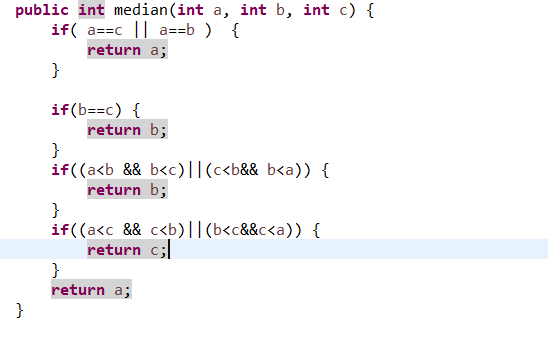 public int median(int a, int b, int c) {
    if( a==c || a==b )  {
        return a;
    }

    if(b==c) {
        return b;
    }
    if((a<b && b<c)||(c<b&& b<a)) {
        return b;
    }
    if((a<c && c<b)||(b<c&&c<a)) {
        return c;
    }
    return a;
}